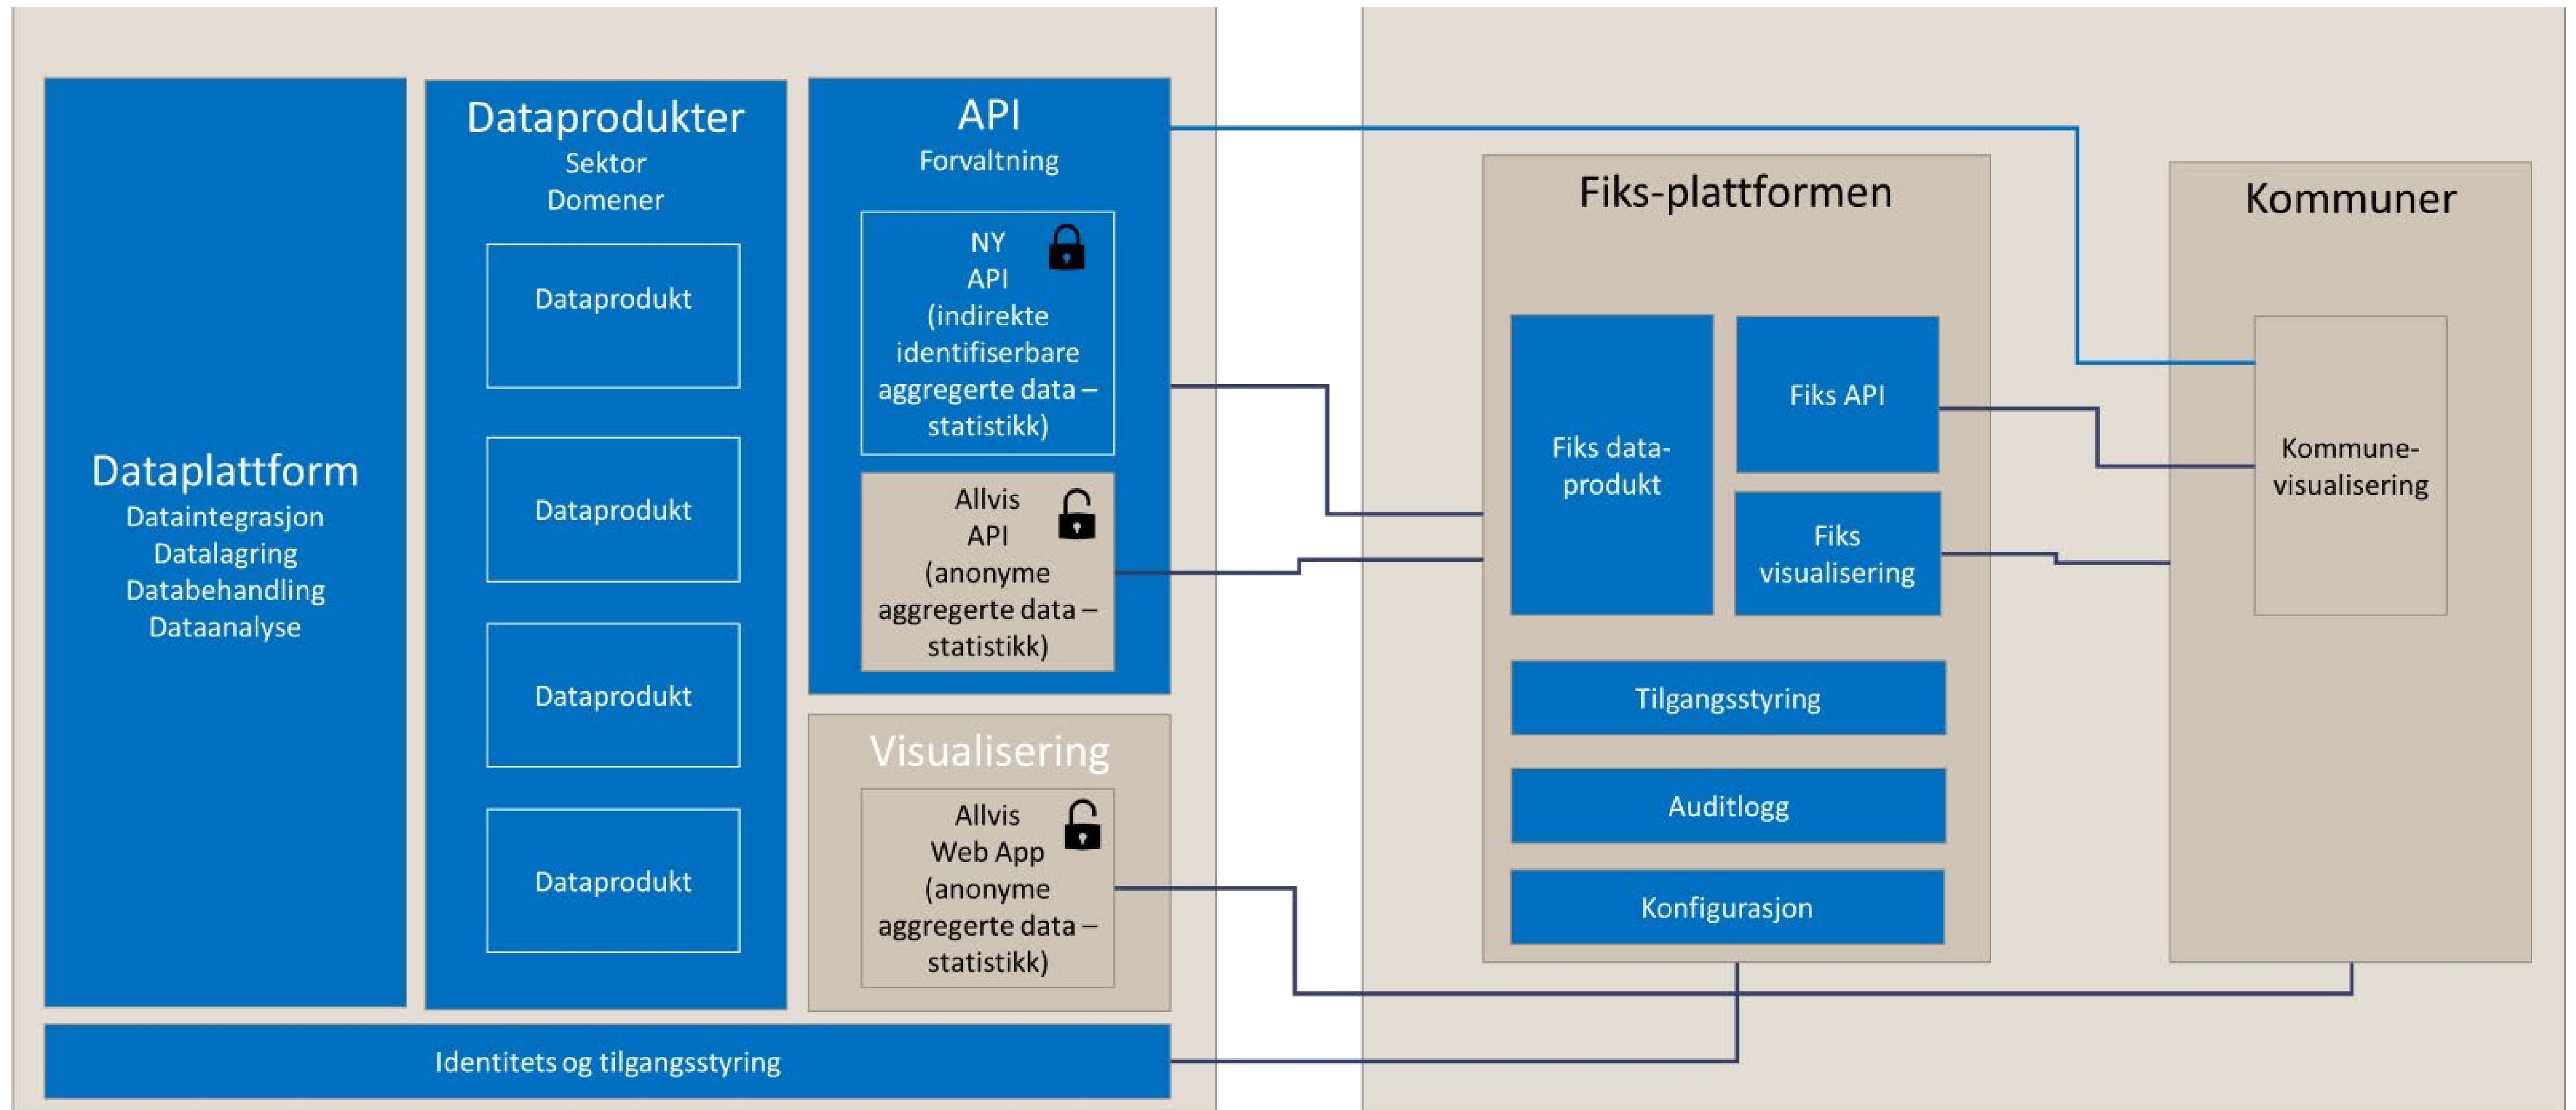 Dataplattform
Dataintegrasjon
Datalagring
Databehandling
Dataanalyse
Dataprodukter
Sektor
Domener
Dataprodukt
Dataprodukt
Dataprodukt
Dataprodukt
API
Forvaltning
NY
API
(indirekte
identifiserbare
aggregerte data –
statistikk)
Allvis
API
(anonyme
aggregerte data –
statistikk)
Visualisering
Allvis
Web App
(anonyme
aggregerte data –
statistikk)
Identitets og tilgangsstyring
Fiks-plattformen
Fiks data-
produkt
Fiks API
Fiks
visualisering
Tilgangsstyring
Auditlogg
Konfigurasjon
Kommuner
Kommune-
visualisering